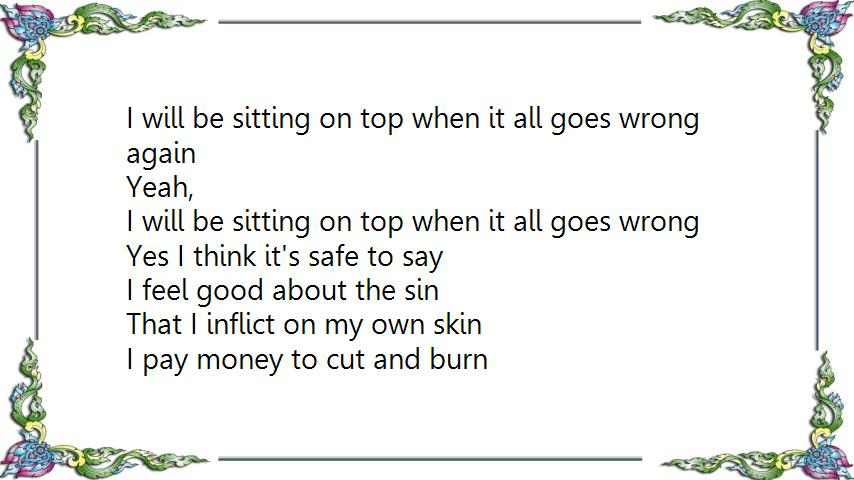 I will be sitting on top when it all goes wrong
again
Yeah,
I will be sitting on top when it all goes wrong
Yes I think it's safe to say
I feel good about the sin
That I inflict on my own skin
I pay money to cut and burn